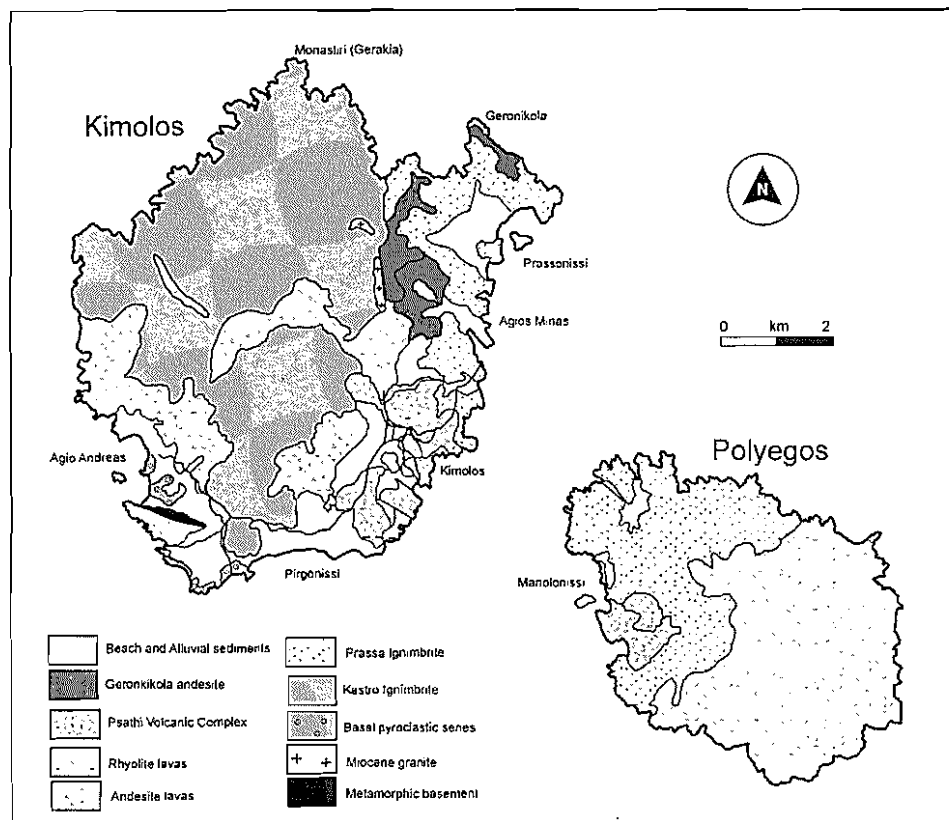 Monastiri (Gerakia)
Kimolos
Geronikola
N
Prassonissi
Agios Minas
0 km 2
Polyegos
Agio Andreas
Kimolos
Manolonissi
Pirgonissi
Beach and Alluvial sediments
Geronkikola andesite
Psathi Volcanic Complex
Rhyolite lavas
Andesite lavas
Prassa Ignimbrite
Kastro Ignimbrite
Basal pyroclastic series
Miocene granite
Metamorphic basement